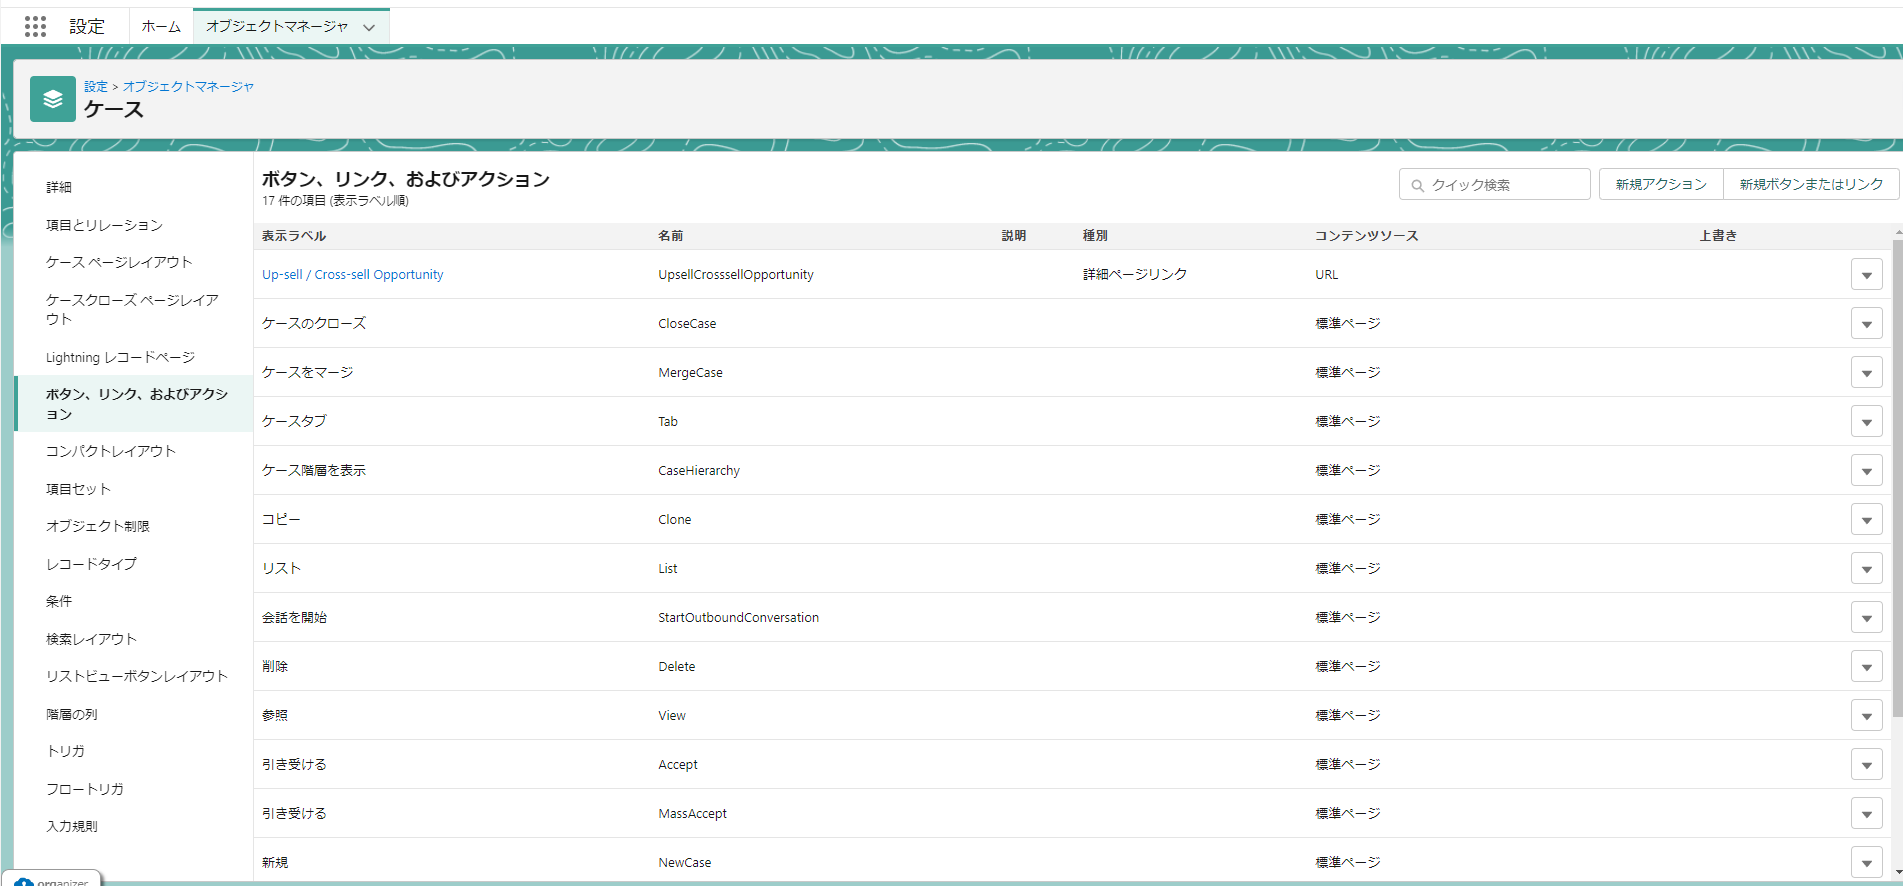 設定
ホーム
オブジェクトマネージャ
設定 > オブジェクトマネージャ
ケース
詳細
項目とリレーション
ケース ページレイアウト
ケースクローズ ページレイア
ウト
Lightning レコードページ
ボタン、リンク、およびアクシ
ョン
コンパクトレイアウト
項目セット
オブジェクト制限
レコードタイプ
条件
検索レイアウト
リストビューボタンレイアウト
階層の列
トリガ
フロートリガ
入力規則
organizer
ボタン、リンク、およびアクション
17 件の項目 (表示ラベル順)
クイック検索
新規アクション
新規ボタンまたはリンク
表示ラベル 名前 説明 種別 コンテンツソース 上書き
Up-sell / Cross-sell Opportunity UpsellCrosssellOpportunity 詳細ページリンク URL
ケースのクローズ CloseCase 標準ページ
ケースをマージ MergeCase 標準ページ
ケースタブ Tab 標準ページ
ケース階層を表示 CaseHierarchy 標準ページ
コピー Clone 標準ページ
リスト List 標準ページ
会話を開始 StartOutboundConversation 標準ページ
削除 Delete 標準ページ
参照 View 標準ページ
引き受ける Accept 標準ページ
引き受ける MassAccept 標準ページ
新規 NewCase 標準ページ